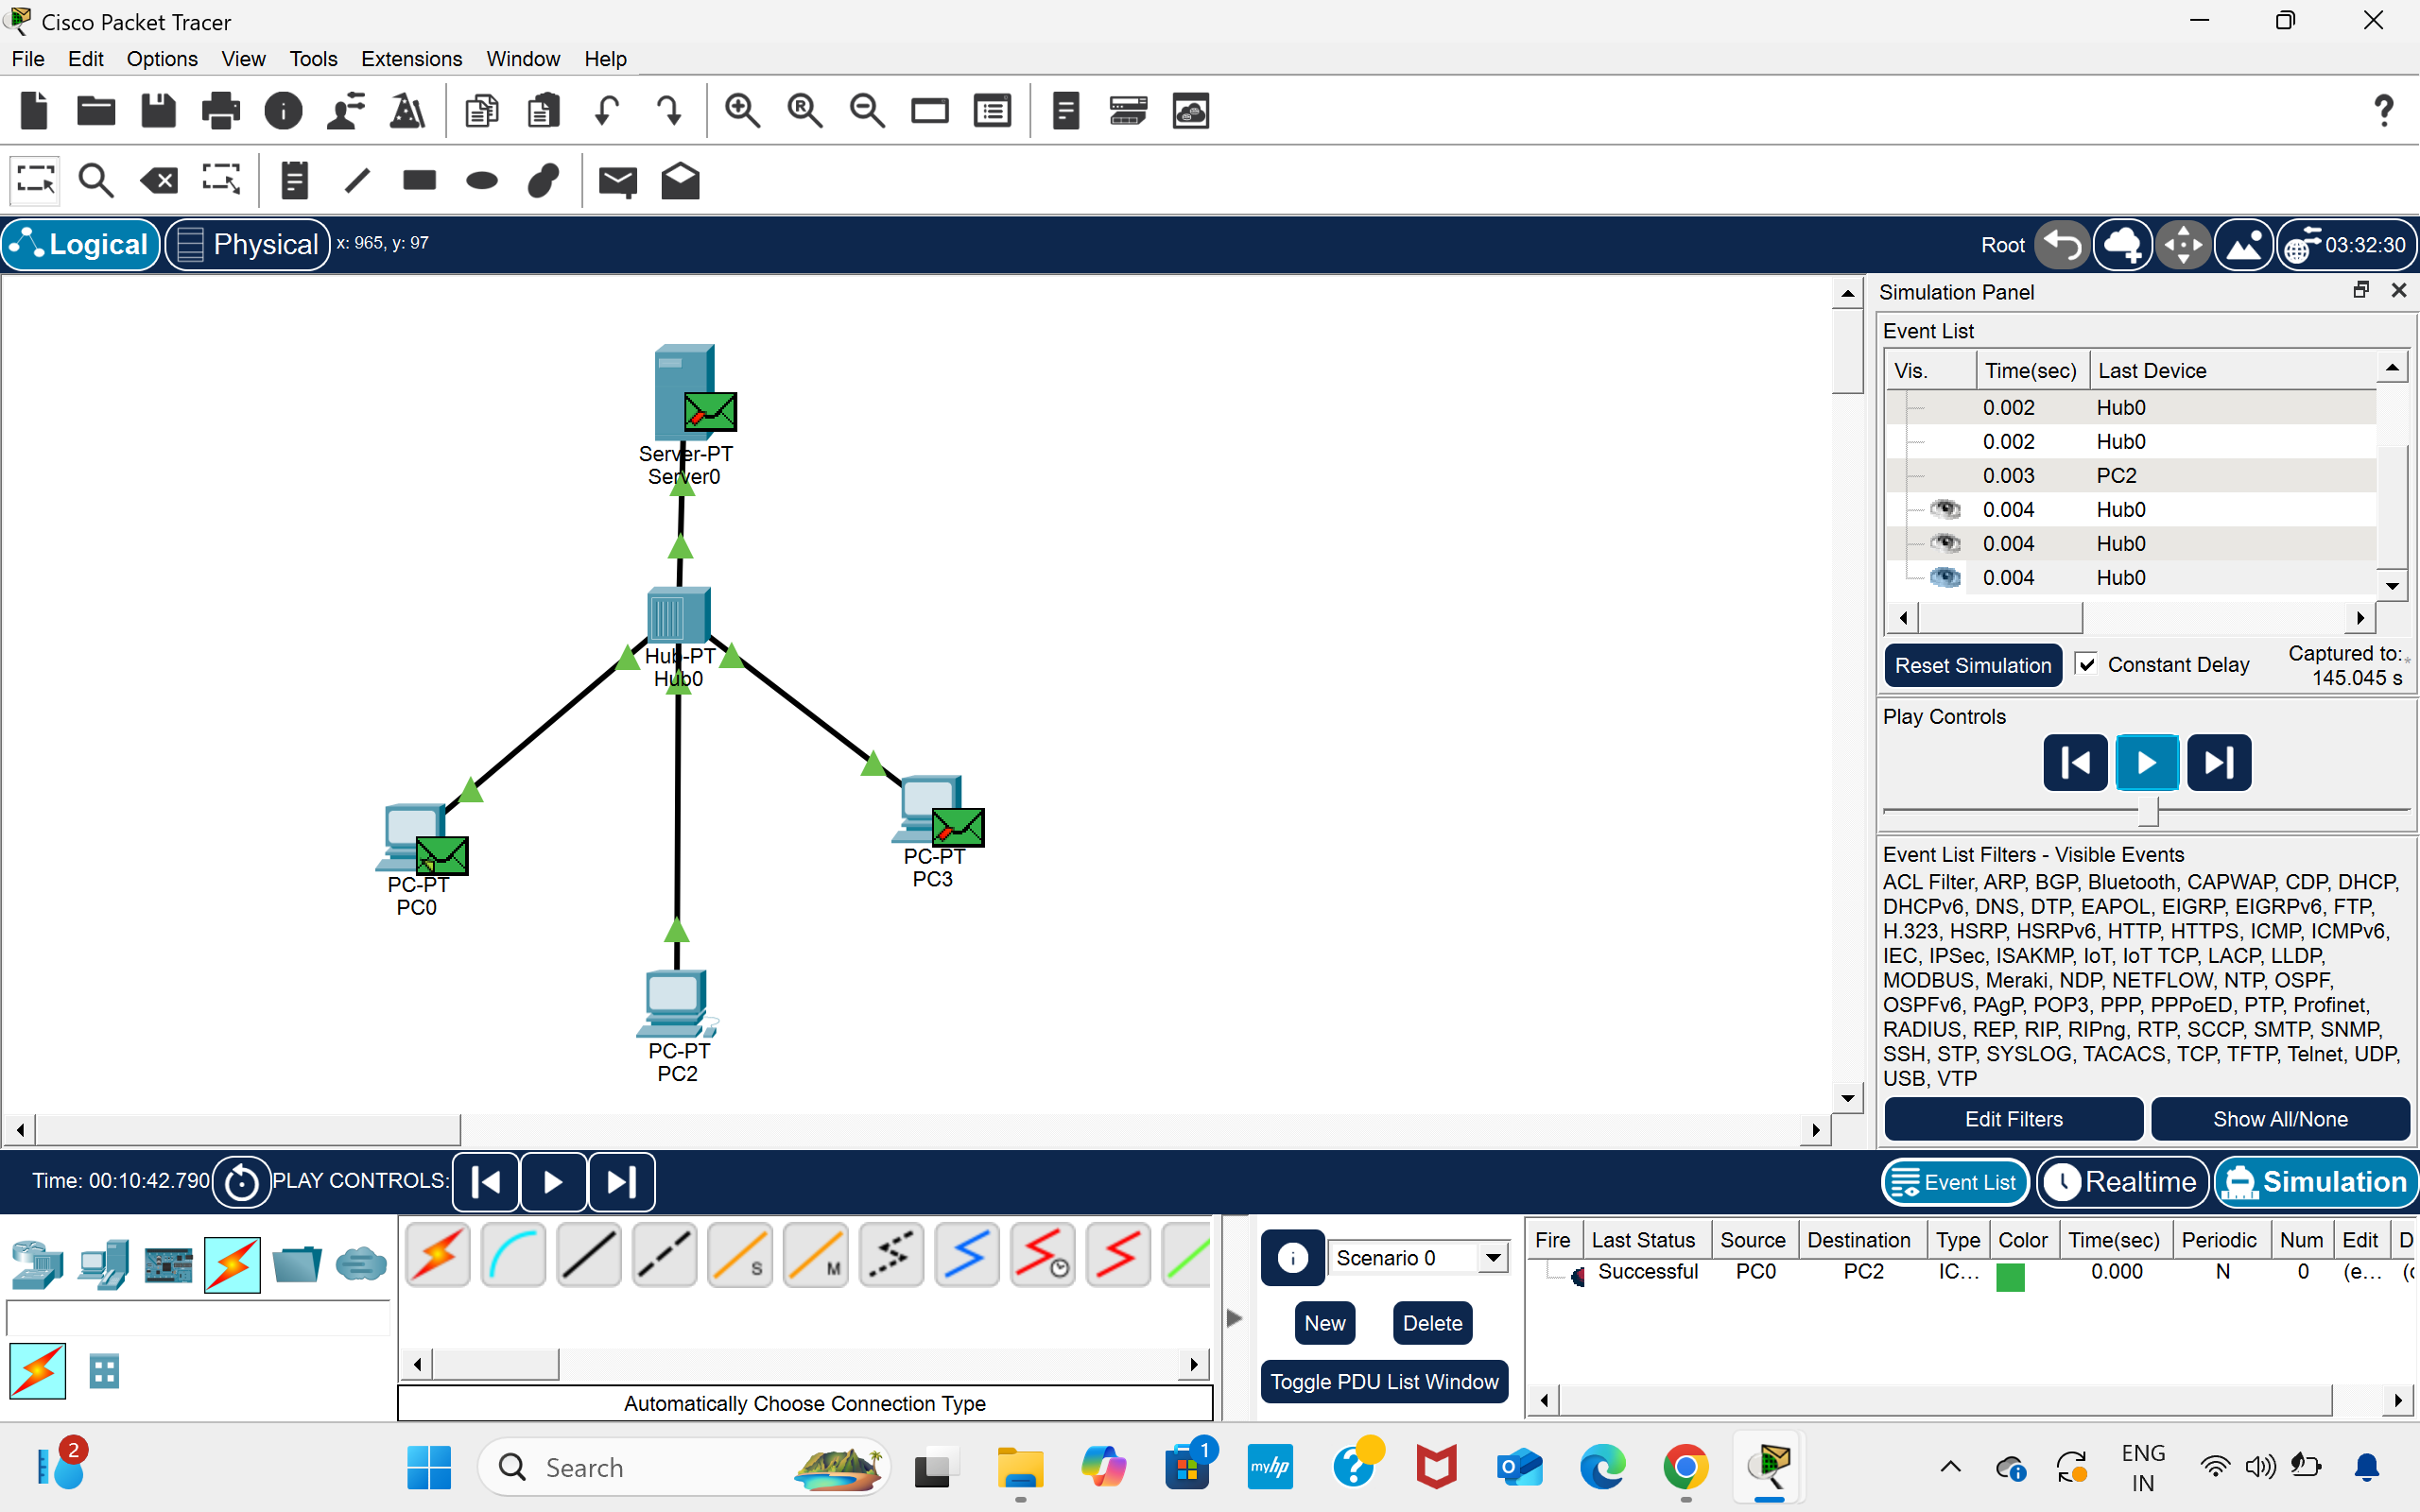 Cisco Packet Tracer
File Edit Options View Tools Extensions Window Help
Logical Physical x: 965, y: 97 Root 03:32:30
Simulation Panel
Event List
Vis. Time(sec) Last Device
0.002 Hub0
0.002 Hub0
0.003 PC2
0.004 Hub0
0.004 Hub0
0.004 Hub0
Reset Simulation Constant Delay Captured to:*
145.045 s
Play Controls
Event List Filters - Visible Events
ACL Filter, ARP, BGP, Bluetooth, CAPWAP, CDP, DHCP,
DHCPv6, DNS, DTP, EAPOL, EIGRP, EIGRPv6, FTP,
H.323, HSRP, HSRPv6, HTTP, HTTPS, ICMP, ICMPv6,
IEC, IPSec, ISAKMP, IoT, IoT TCP, LACP, LLDP,
MODBUS, Meraki, NDP, NETFLOW, NTP, OSPF,
OSPFv6, PAgP, POP3, PPP, PPPoED, PTP, Profinet,
RADIUS, REP, RIP, RIPng, RTP, SCCP, SMTP, SNMP,
SSH, STP, SYSLOG, TACACS, TCP, TFTP, Telnet, UDP,
USB, VTP
Edit Filters Show All/None
Server-PT
Server0
Hub-PT
Hub0
PC-PT
PC0
PC-PT
PC3
PC-PT
PC2
Time: 00:10:42.790 PLAY CONTROLS: Event List Realtime Simulation
S M
Automatically Choose Connection Type
Scenario 0
New Delete
Toggle PDU List Window
Fire Last Status Source Destination Type Color Time(sec) Periodic Num Edit D
Successful PC0 PC2 IC... 0.000 N 0 (e... (
2 Search 1 myhp ENG
IN